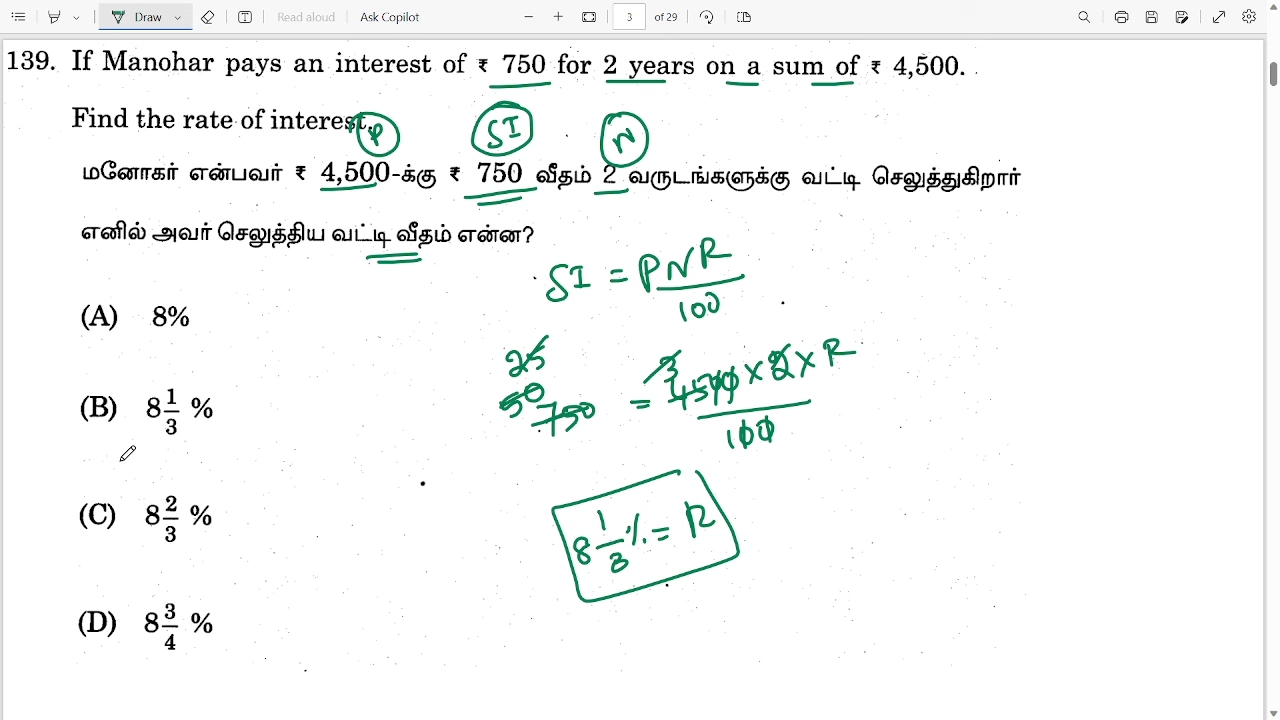 Draw Read aloud Ask Copilot 3 of 29
139. If Manohar pays an interest of ₹ 750 for 2 years on a sum of ₹ 4,500.
Find the rate of interest.
P SI N
மனோகர் என்பவர் ₹ 4,500-க்கு ₹ 750 வீதம் 2 வருடங்களுக்கு வட்டி செலுத்துகிறார்
எனில் அவர் செலுத்திய வட்டி வீதம் என்ன?
SI = PNR
100
(A) 8%
25
50 750 = 4500 x 2 x R
100
(B) 8 1/3 %
(C) 8 2/3 %
8 1/3 % = R
(D) 8 3/4 %